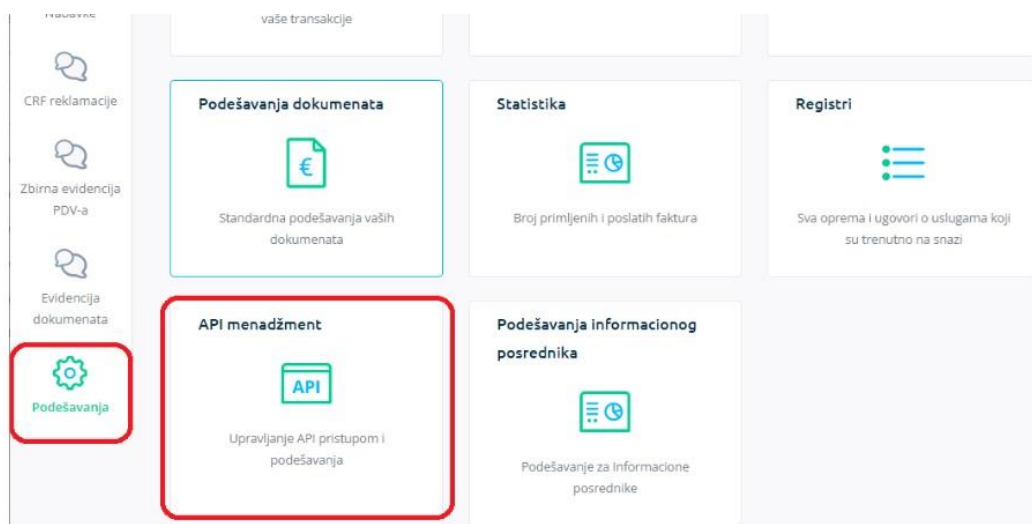 Nabavke
CRF reklamacije
Zbirna evidencija
PDV-a
Evidencija
dokumenata
Podešavanja
vaše transakcije
Podešavanja dokumenata
€
Standardna podešavanja vaših
dokumenata
Statistika
Broj primljenih i poslatih faktura
Registri
Sva oprema i ugovori o uslugama koji
su trenutno na snazi
API menadžment
API
Upravljanje API pristupom i
podešavanja
Podešavanja informacionog
posrednika
Podešavanje za Informacione
posrednike